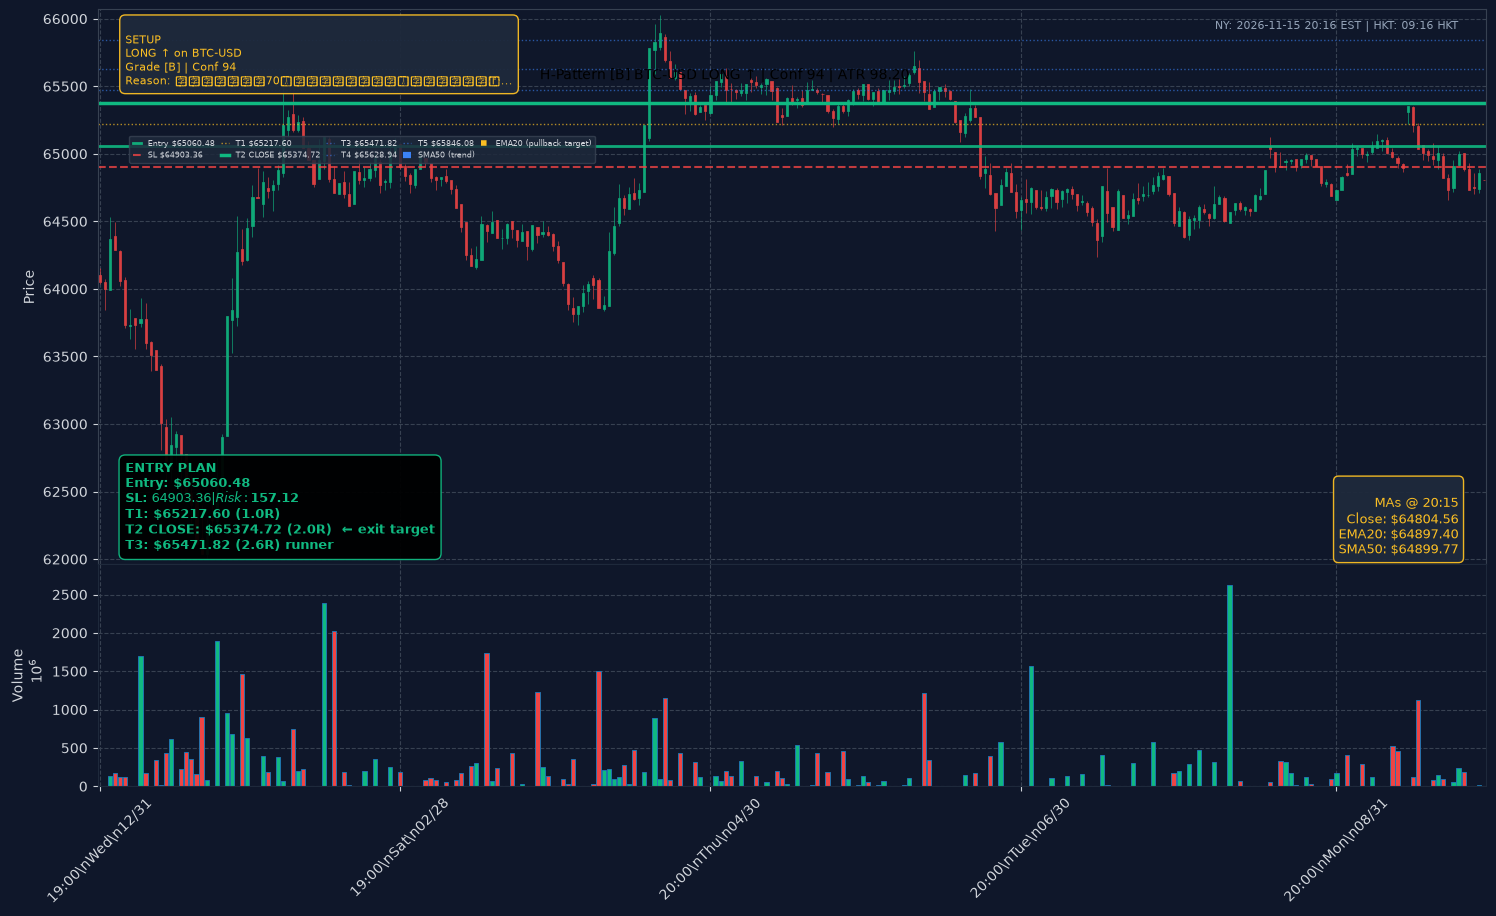 NY: 2026-11-15 20:16 EST | HKT: 09:16 HKT
SETUP
LONG ↑ on BTC-USD
Grade [B] | Conf 94
Reason:
H-Pattern [B] BTC-USD LONG ↑ | Conf 94 | ATR 98.20
Entry $65060.48
T1 $65217.60
T3 $65471.82
T5 $65846.08
EMA20 (pullback target)
SL $64903.36
T2 CLOSE $65374.72
T4 $65628.94
SMA50 (trend)
Price
66000
65500
65000
64500
64000
63500
63000
62500
62000
ENTRY PLAN
Entry: $65060.48
SL: 64903.36|Risk:157.12
T1: $65217.60 (1.0R)
T2 CLOSE: $65374.72 (2.0R) ← exit target
T3: $65471.82 (2.6R) runner
MAs @ 20:15
Close: $64804.56
EMA20: $64897.40
SMA50: $64899.77
Volume
10⁶
2500
2000
1500
1000
500
0
19:00\nWed\n12/31
19:00\nSat\n02/28
20:00\nThu\n04/30
20:00\nTue\n06/30
20:00\nMon\n08/31